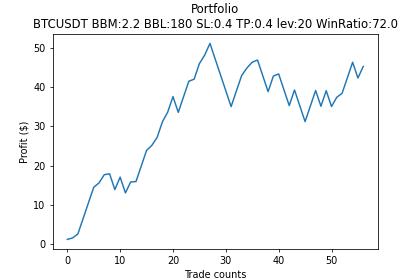 Portfolio
BTCUSDT BBM:2.2 BBL:180 SL:0.4 TP:0.4 lev:20 WinRatio:72.0
50
40
30
20
10
0
Profit ($)
0 10 20 30 40 50
Trade counts